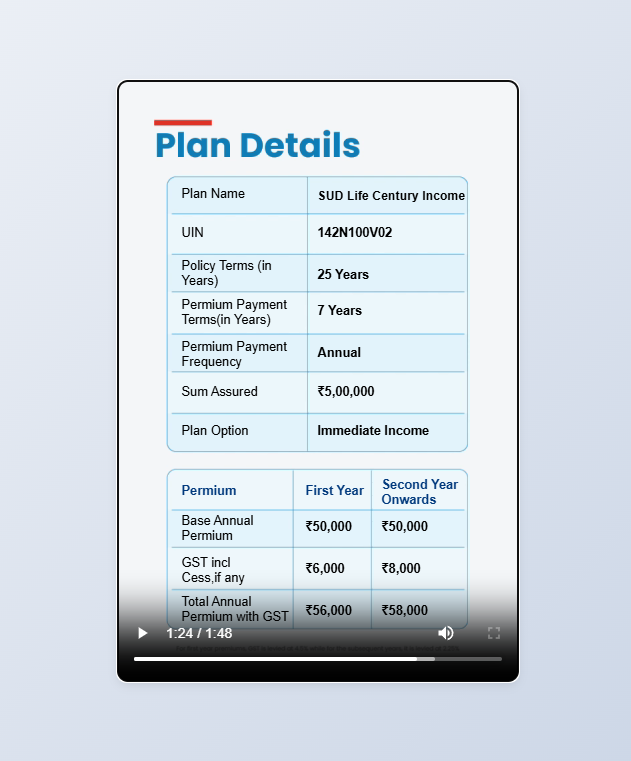 Plan Details
Plan Name
SUD Life Century Income
UIN
142N100V02
Policy Terms (in
Years)
25 Years
Permium Payment
Terms(in Years)
7 Years
Permium Payment
Frequency
Annual
Sum Assured
₹5,00,000
Plan Option
Immediate Income
Permium
First Year
Second Year
Onwards
Base Annual
Permium
₹50,000
₹50,000
GST incl
Cess,if any
₹6,000
₹8,000
Total Annual
Permium with GST
₹56,000
₹58,000
1:24 / 1:48